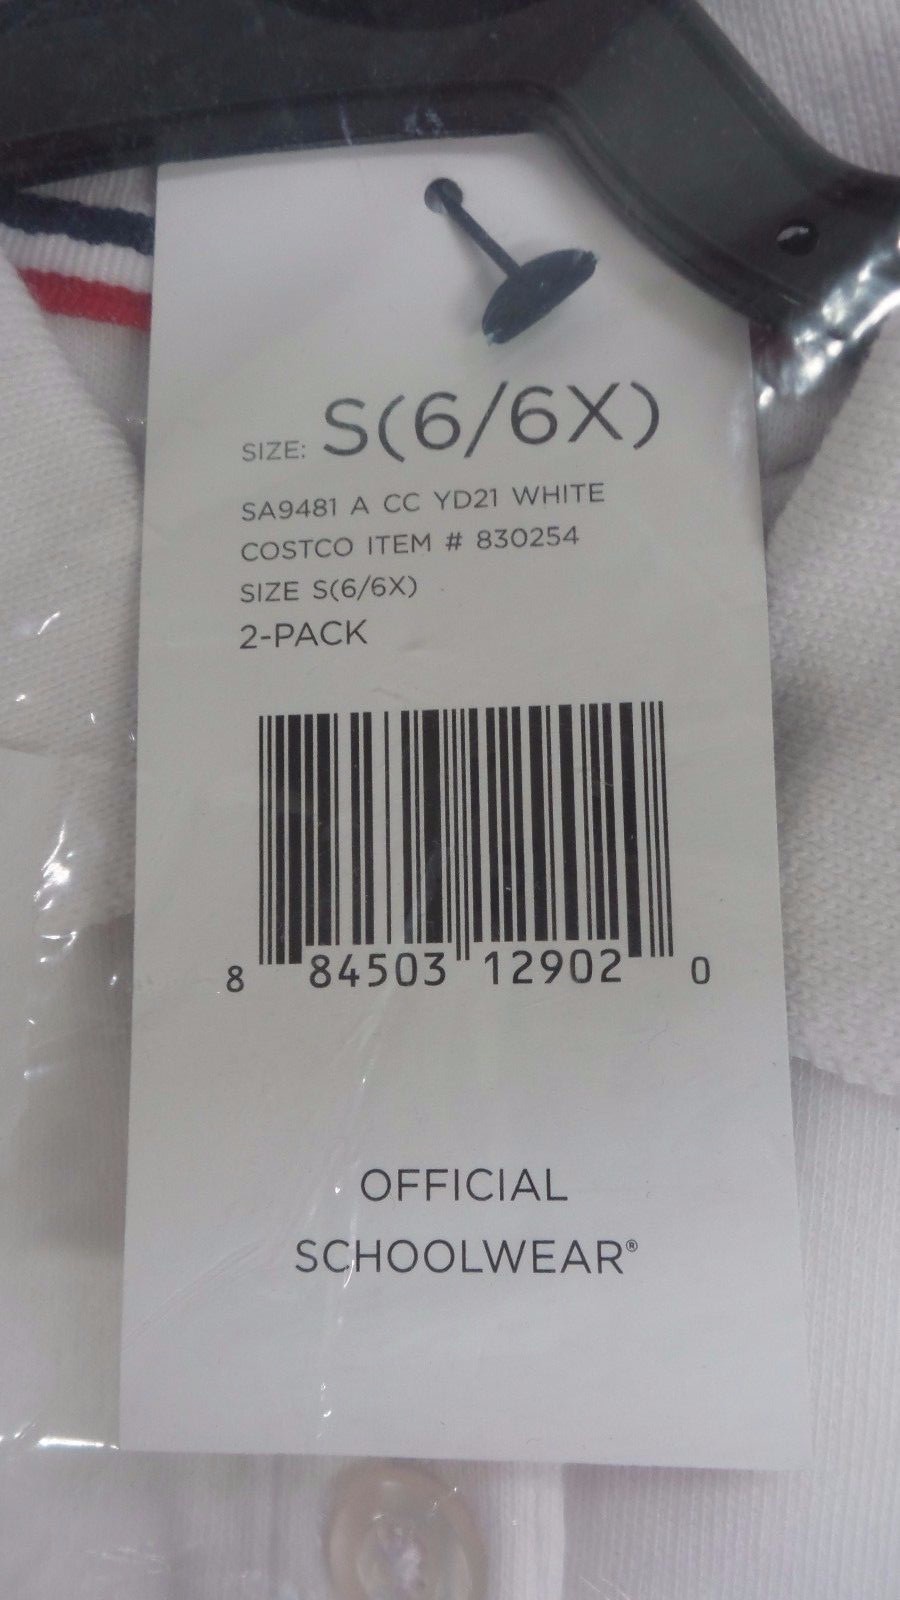 SIZE: S(6/6X)
SA9481 A CC YD21 WHITE
COSTCO ITEM # 830254
SIZE S(6/6X)
2-PACK
8 84503 12902 0
OFFICIAL
SCHOOLWEAR®